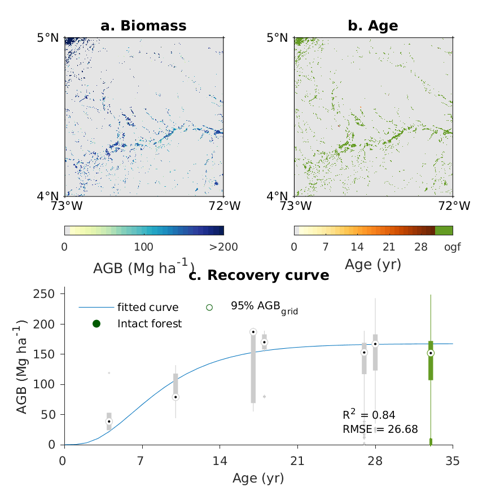 a. Biomass
b. Age
5°N
4°N
73°W 72°W
5°N
4°N
73°W 72°W
0 100 >200
AGB (Mg ha⁻¹)
0 7 14 21 28 ogf
Age (yr)
c. Recovery curve
fitted curve
Intact forest
95% AGB_grid
R² = 0.84
RMSE = 26.68
250
200
150
100
50
0
AGB (Mg ha⁻¹)
0 7 14 21 28 35
Age (yr)